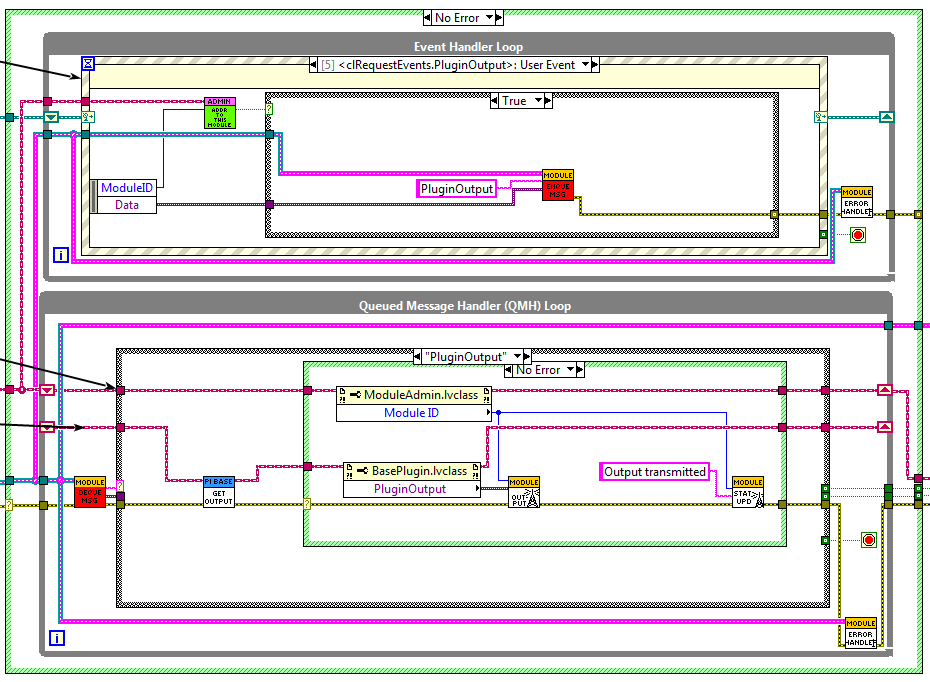 No Error
Event Handler Loop
[5] <clRequestEvents.PluginOutput>: User Event
True
ADMIN
ADDR
TO
THIS
MODULE
?
ModuleID
Data
PluginOutput
MODULE
ENQUE
MSG
MODULE
ERROR
HANDLER
i
Queued Message Handler (QMH) Loop
"PluginOutput"
No Error
ModuleAdmin.lvclass
Module ID
BasePlugin.lvclass
PluginOutput
Output transmitted
MODULE
DEQUE
MSG
?
PI BASE
GET
OUTPUT
MODULE
OUT
PUT
MODULE
STAT
UPD
i
MODULE
ERROR
HANDLER